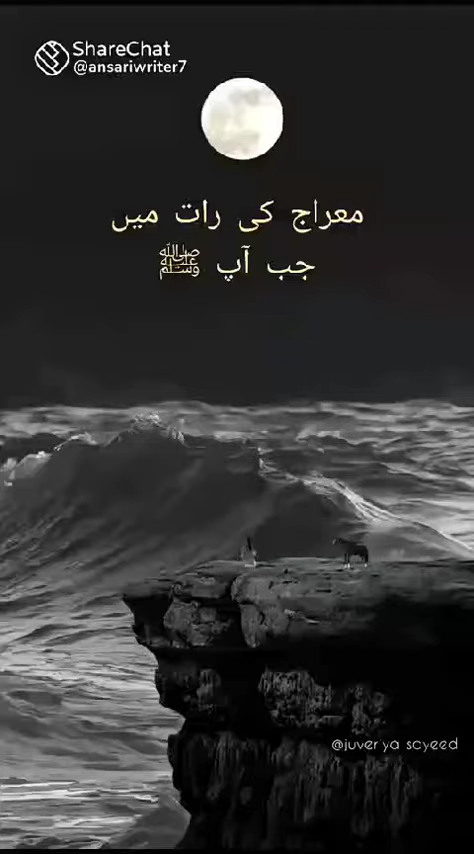 ShareChat
@ansariwriter7
معراج کی رات میں
جب آپ ﷺ
@juverya scyeed